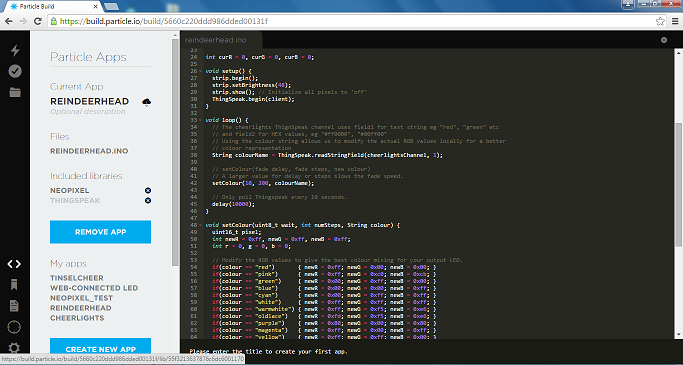 Particle Build
https://build.particle.io/build/5660c220ddd986dded00131f
Particle Apps
Current App
REINDEERHEAD
Optional description
Files
REINDEERHEAD.INO
Included libraries
NEOPIXEL
THINGSPEAK
REMOVE APP
My apps
TINSELCHEER
WEB-CONNECTED LED
NEOPIXEL_TEST
REINDEERHEAD
CHEERLIGHTS
CREATE NEW APP
https://build.particle.io/build/5660c220ddd986dded00131f/lib/55f3213637876c6dc6001170
reindeerhead.ino
23
24 int curR = 0, curG = 0, curB = 0;
25
26 void setup() {
27 strip.begin();
28 strip.setBrightness(48);
29 strip.show(); // Initialize all pixels to 'off'
30 ThingSpeak.begin(client);
31 }
32
33 void loop() {
34 // The cheerlights ThingSpeak channel uses field1 for text string eg "red", "green" etc
35 // and field2 for HEX values, eg "#ff0000", "#00ff00"
36 // Using the colour string allows us to modify the actual RGB values locally for a better
37 // colour representation
38 String colourName = ThingSpeak.readStringField(cheerlightsChannel, 1);
39
40 // setColour(fade delay, fade steps, new colour)
41 // A larger value for delay or steps slows the fade speed.
42 setColour(10, 200, colourName);
43
44 // Only poll Thingspeak every 10 seconds.
45 delay(10000);
46 }
47
48 void setColour(uint8_t wait, int numSteps, String colour) {
49 uint16_t pixel;
50 int newR = 0xff, newG = 0xff, newB = 0xff;
51 int r = 0, g = 0, b = 0;
52
53 // Modify the RGB values to give the best colour mixing for your output LED.
54 if(colour == "red") { newR = 0xff; newG = 0x00; newB = 0x00; }
55 if(colour == "pink") { newR = 0xff; newG = 0xc0; newB = 0xcb; }
56 if(colour == "green") { newR = 0x00; newG = 0xff; newB = 0x00; }
57 if(colour == "blue") { newR = 0x00; newG = 0x00; newB = 0xff; }
58 if(colour == "cyan") { newR = 0x00; newG = 0xff; newB = 0xff; }
59 if(colour == "white") { newR = 0xff; newG = 0xff; newB = 0xff; }
60 if(colour == "warmwhite") { newR = 0xff; newG = 0xf5; newB = 0xe6; }
61 if(colour == "oldlace") { newR = 0xff; newG = 0xf5; newB = 0xe6; }
62 if(colour == "purple") { newR = 0x80; newG = 0x00; newB = 0xff; }
63 if(colour == "magenta") { newR = 0xff; newG = 0x00; newB = 0xff; }
64 if(colour == "yellow") { newR = 0xff; newG = 0xff; newB = 0x00; }
Please enter the title to create your first app.